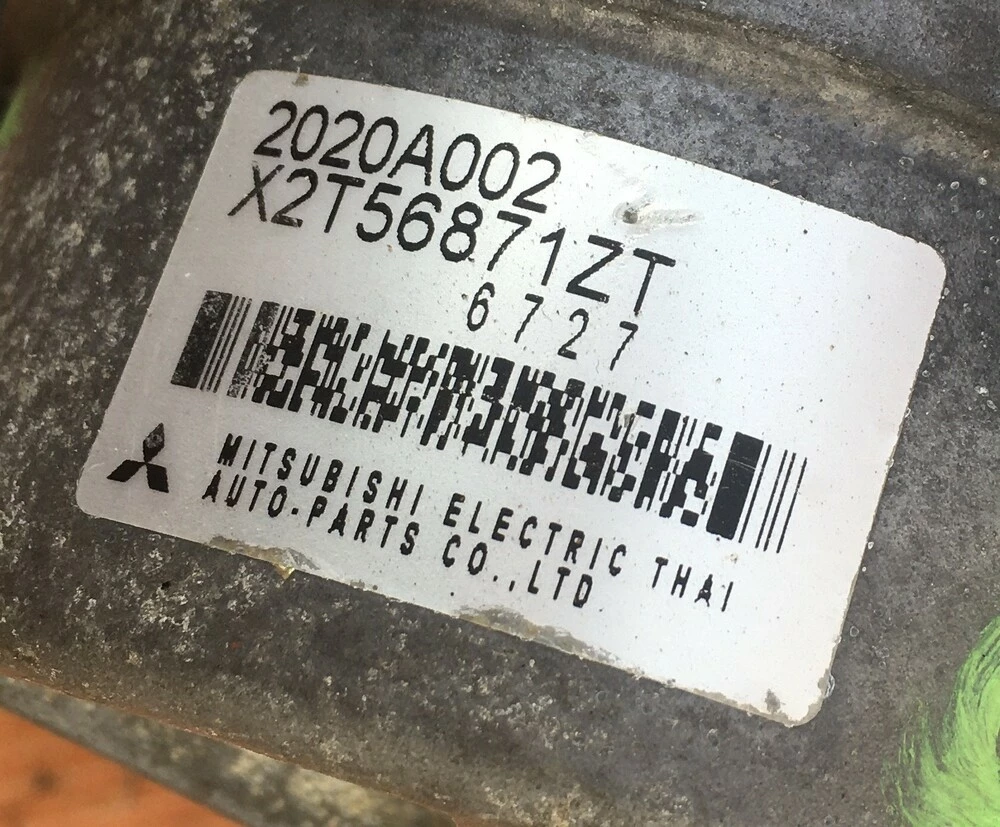 2020A002
X2T56871ZT
6727
MITSUBISHI ELECTRIC THAI
AUTO-PARTS CO.,LTD